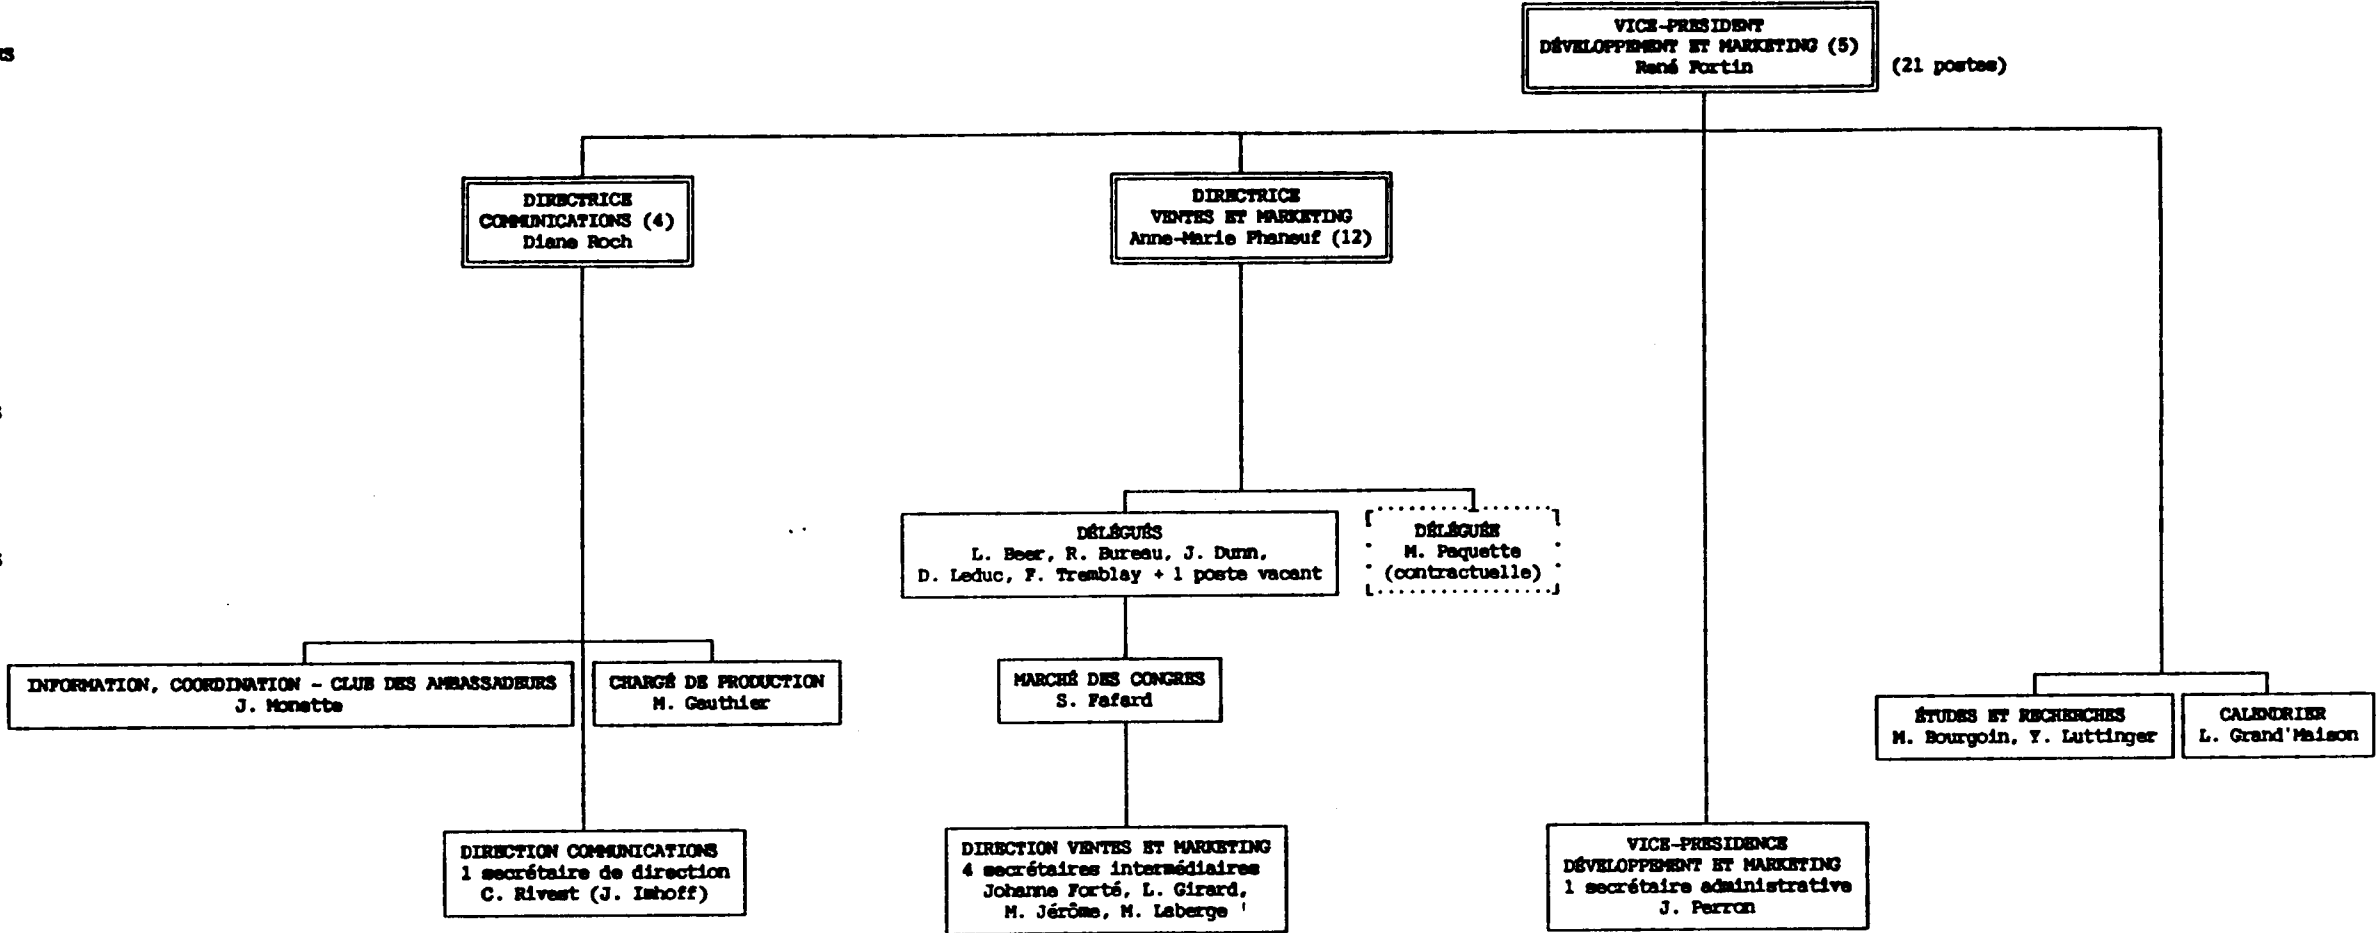 VICE-PRESIDENT
DÉVELOPPEMENT ET MARKETING (5)
René Fortin
(21 postes)
DIRECTRICE
COMMUNICATIONS (4)
Diane Roch
DIRECTRICE
VENTES ET MARKETING
Anne-Marie Phaneuf (12)
DÉLÉGUÉS
L. Beer, R. Bureau, J. Dunn,
D. Leduc, F. Tremblay + 1 poste vacant
DÉLÉGUÉE
M. Paquette
(contractuelle)
INFORMATION, COORDINATION - CLUB DES AMBASSADEURS
J. Monette
CHARGÉ DE PRODUCTION
M. Gauthier
MARCHÉ DES CONGRES
S. Fafard
ÉTUDES ET RECHERCHES
M. Bourgoin, Y. Luttinger
CALENDRIER
L. Grand'Maison
DIRECTION COMMUNICATIONS
1 secrétaire de direction
C. Rivest (J. Imhoff)
DIRECTION VENTES ET MARKETING
4 secrétaires intermédiaires
Johanne Forté, L. Girard,
M. Jérôme, M. Laberge
VICE-PRESIDENCE
DÉVELOPPEMENT ET MARKETING
1 secrétaire administrative
J. Perron